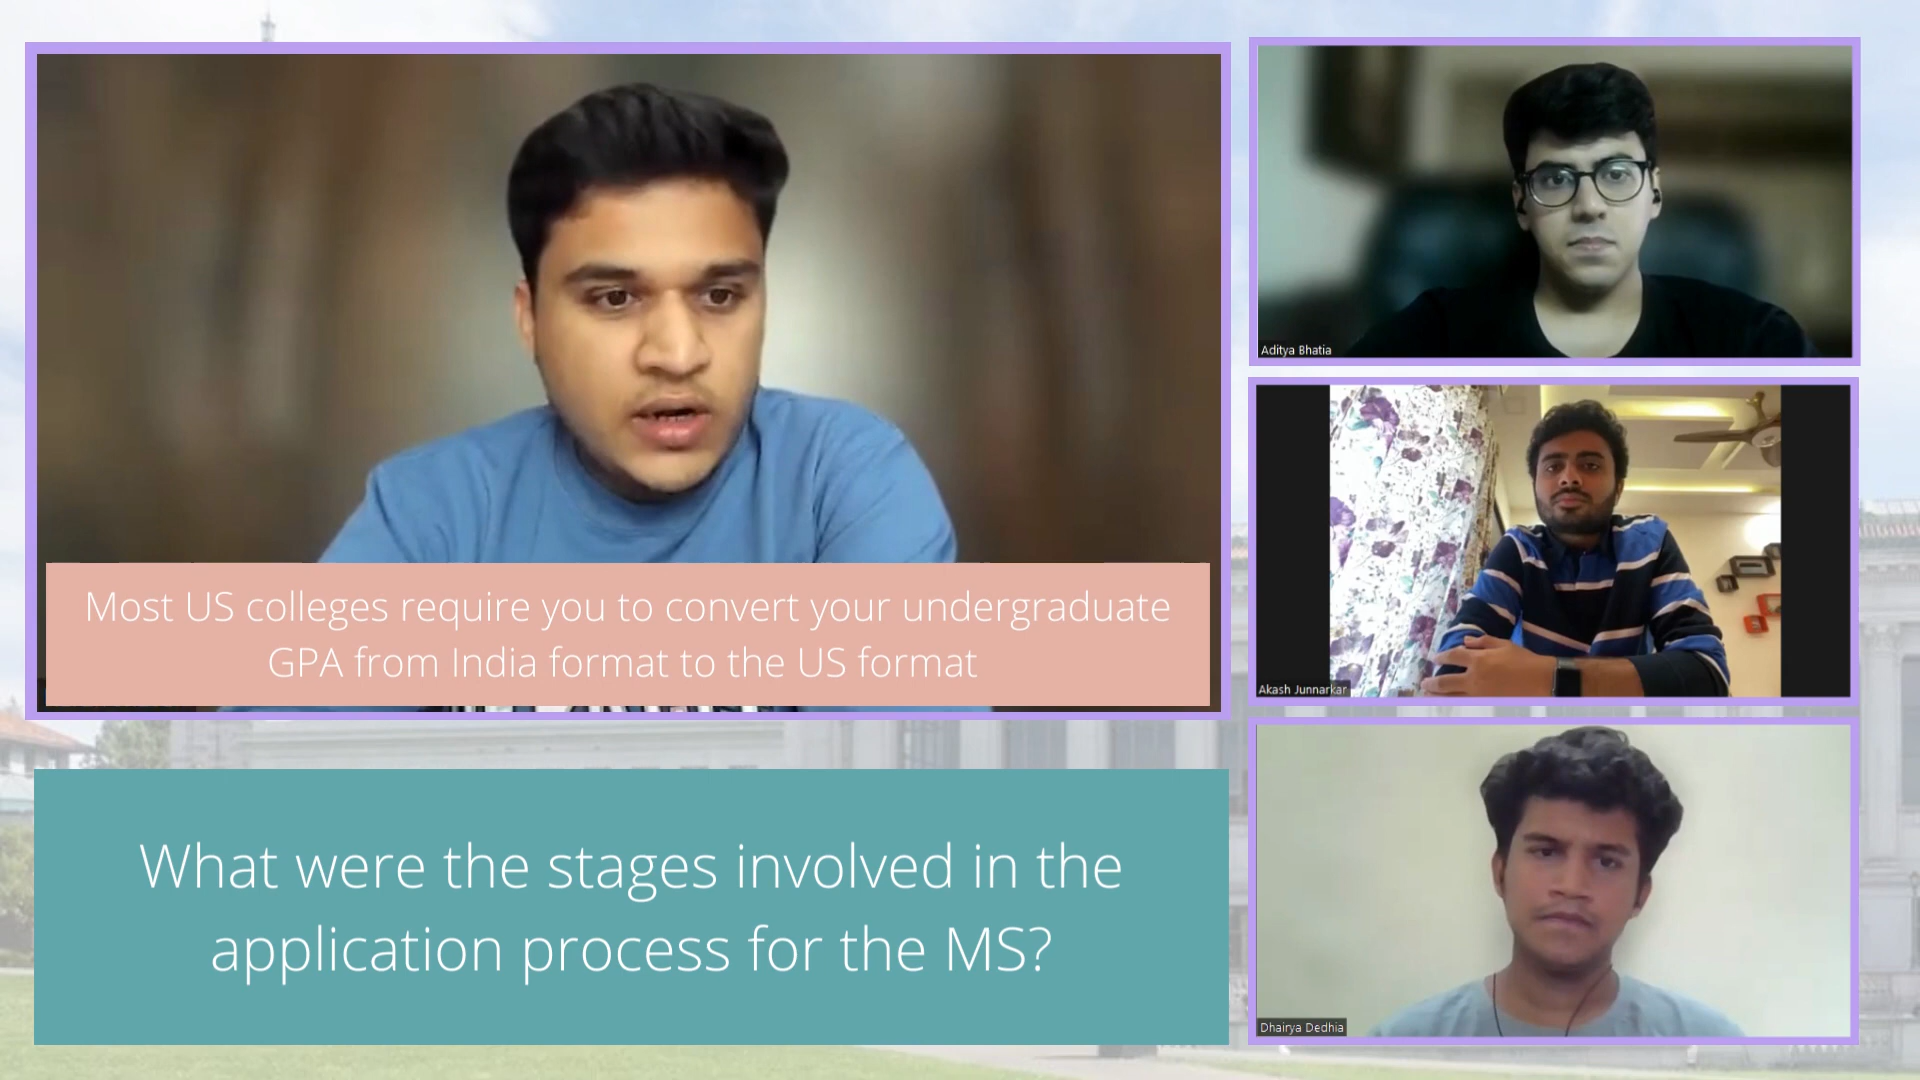 Most US colleges require you to convert your undergraduate
GPA from India format to the US format
What were the stages involved in the
application process for the MS?
Aditya Bhatia
Akash Junnarkar
Dhairya Dedhia